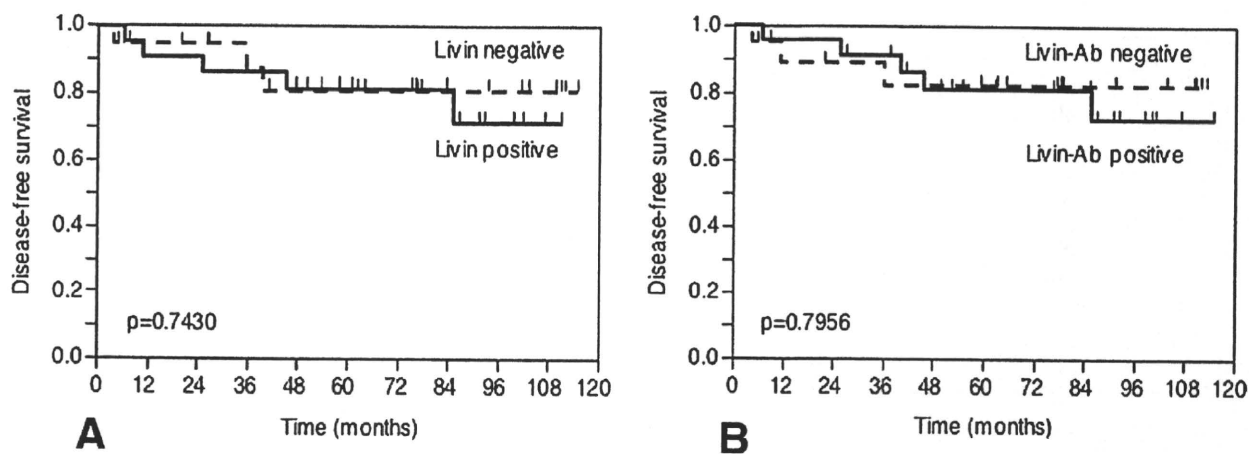 1.0
0.8
0.6
0.4
0.2
0.0
Disease-free survival
Livin negative
Livin positive
p=0.7430
0 12 24 36 48 60 72 84 96 108 120
Time (months)
A
1.0
0.8
0.6
0.4
0.2
0.0
Disease-free survival
Livin-Ab negative
Livin-Ab positive
p=0.7956
0 12 24 36 48 60 72 84 96 108 120
Time (months)
B